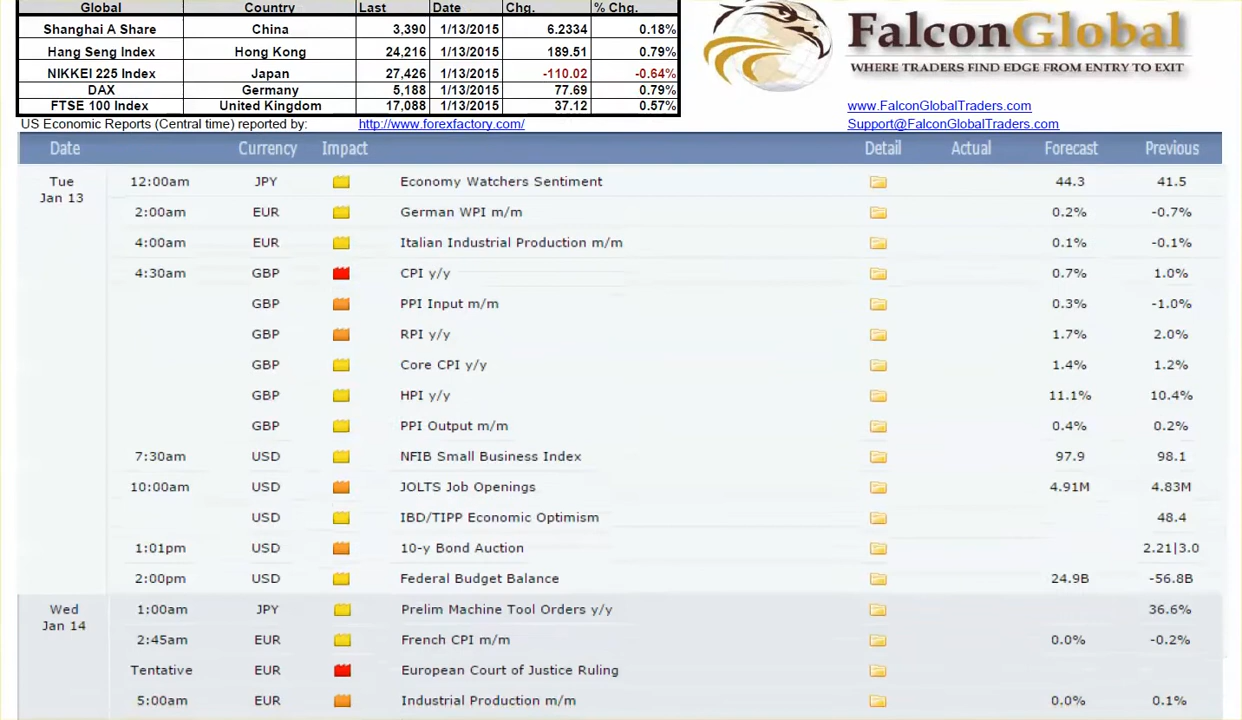 Global Country Last Date Chg. % Chg.
Shanghai A Share China 3,390 1/13/2015 6.2334 0.18%
Hang Seng Index Hong Kong 24,216 1/13/2015 189.51 0.79%
NIKKEI 225 Index Japan 27,426 1/13/2015 -110.02 -0.64%
DAX Germany 5,188 1/13/2015 77.69 0.79%
FTSE 100 Index United Kingdom 17,088 1/13/2015 37.12 0.57%
FalconGlobal
WHERE TRADERS FIND EDGE FROM ENTRY TO EXIT
www.FalconGlobalTraders.com
US Economic Reports (Central time) reported by: http://www.forexfactory.com/ Support@FalconGlobalTraders.com
Date Currency Impact Detail Actual Forecast Previous
Tue 12:00am JPY Economy Watchers Sentiment 44.3 41.5
Jan 13
2:00am EUR German WPI m/m 0.2% -0.7%
4:00am EUR Italian Industrial Production m/m 0.1% -0.1%
4:30am GBP CPI y/y 0.7% 1.0%
GBP PPI Input m/m 0.3% -1.0%
GBP RPI y/y 1.7% 2.0%
GBP Core CPI y/y 1.4% 1.2%
GBP HPI y/y 11.1% 10.4%
GBP PPI Output m/m 0.4% 0.2%
7:30am USD NFIB Small Business Index 97.9 98.1
10:00am USD JOLTS Job Openings 4.91M 4.83M
USD IBD/TIPP Economic Optimism 48.4
1:01pm USD 10-y Bond Auction 2.21|3.0
2:00pm USD Federal Budget Balance 24.9B -56.8B
Wed 1:00am JPY Prelim Machine Tool Orders y/y 36.6%
Jan 14
2:45am EUR French CPI m/m 0.0% -0.2%
Tentative EUR European Court of Justice Ruling
5:00am EUR Industrial Production m/m 0.0% 0.1%